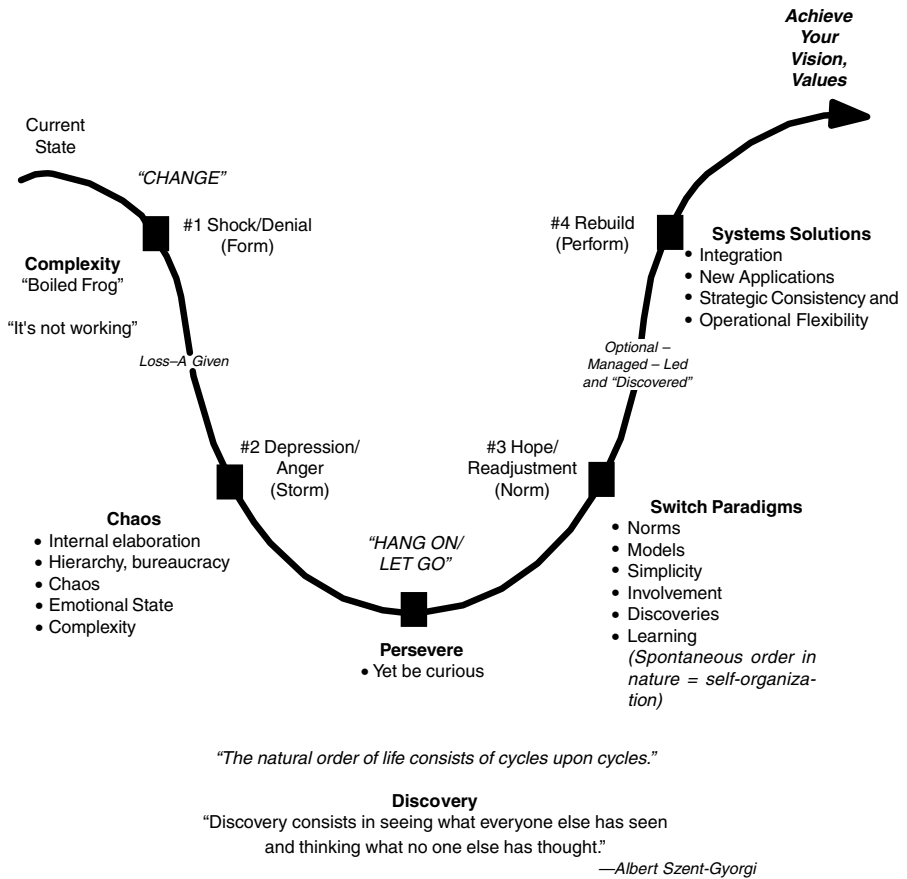 Achieve
Your
Vision,
Values
Current
State
“CHANGE”
#1 Shock/Denial
(Form)
#4 Rebuild
(Perform)
Systems Solutions
• Integration
• New Applications
• Strategic Consistency and
• Operational Flexibility
Complexity
“Boiled Frog”
“It's not working”
Loss–A Given
Optional –
Managed – Led
and “Discovered”
#2 Depression/
Anger
(Storm)
#3 Hope/
Readjustment
(Norm)
Chaos
• Internal elaboration
• Hierarchy, bureaucracy
• Chaos
• Emotional State
• Complexity
“HANG ON/
LET GO”
Persevere
• Yet be curious
Switch Paradigms
• Norms
• Models
• Simplicity
• Involvement
• Discoveries
• Learning
(Spontaneous order in
nature = self-organiza-
tion)
“The natural order of life consists of cycles upon cycles.”
Discovery
“Discovery consists in seeing what everyone else has seen
and thinking what no one else has thought.”
—Albert Szent-Gyorgi